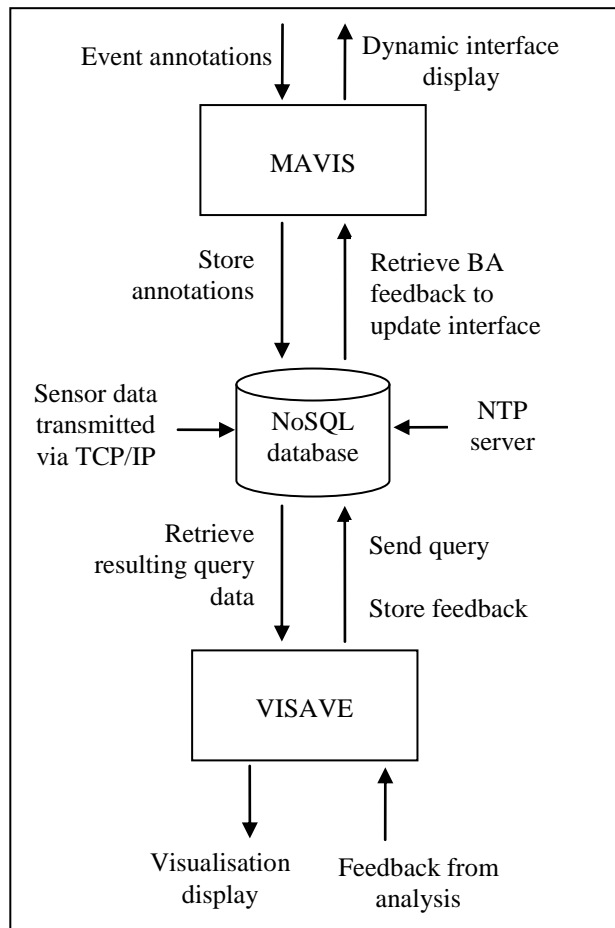 Event annotations
Dynamic interface
display
MAVIS
Store
annotations
Retrieve BA
feedback to
update interface
Sensor data
transmitted
via TCP/IP
NoSQL
database
NTP
server
Retrieve
resulting query
data
Send query
Store feedback
VISAVE
Visualisation
display
Feedback from
analysis